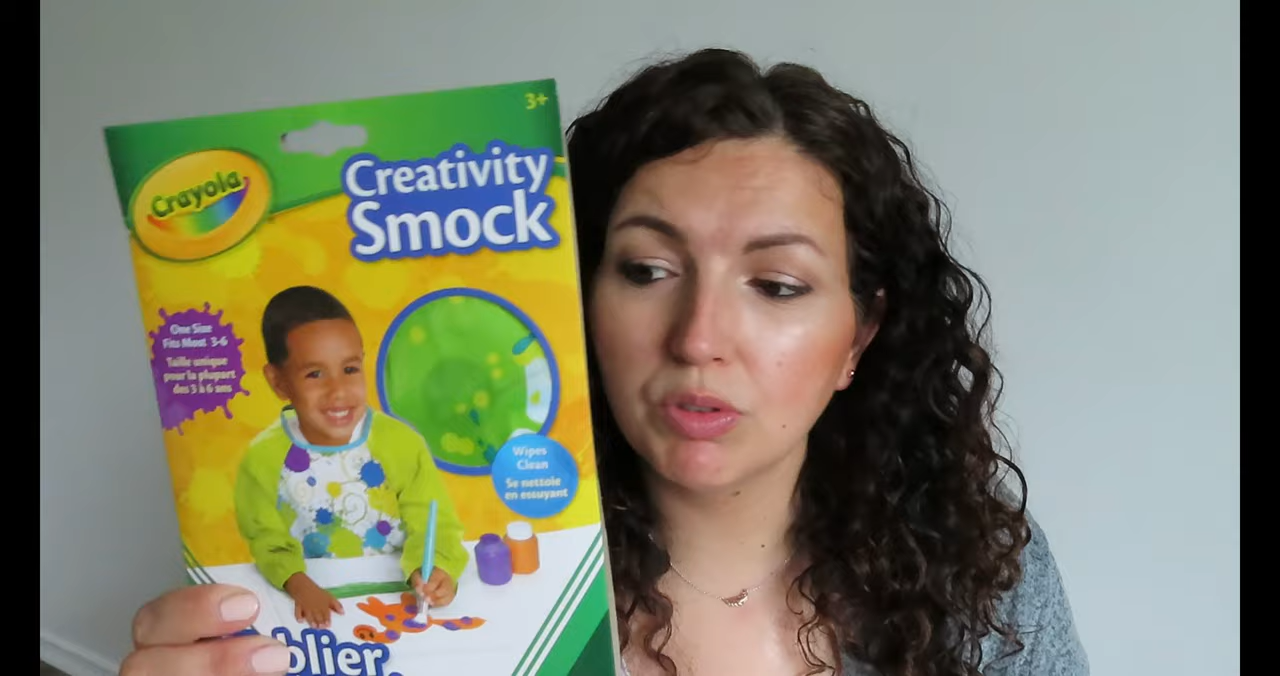 3+
Crayola
Creativity
Smock
One Size
Fits Most 3-6
Taille unique
pour la plupart
des 3 à 6 ans
Wipes
Clean
Se nettoie
en essuyant
blier